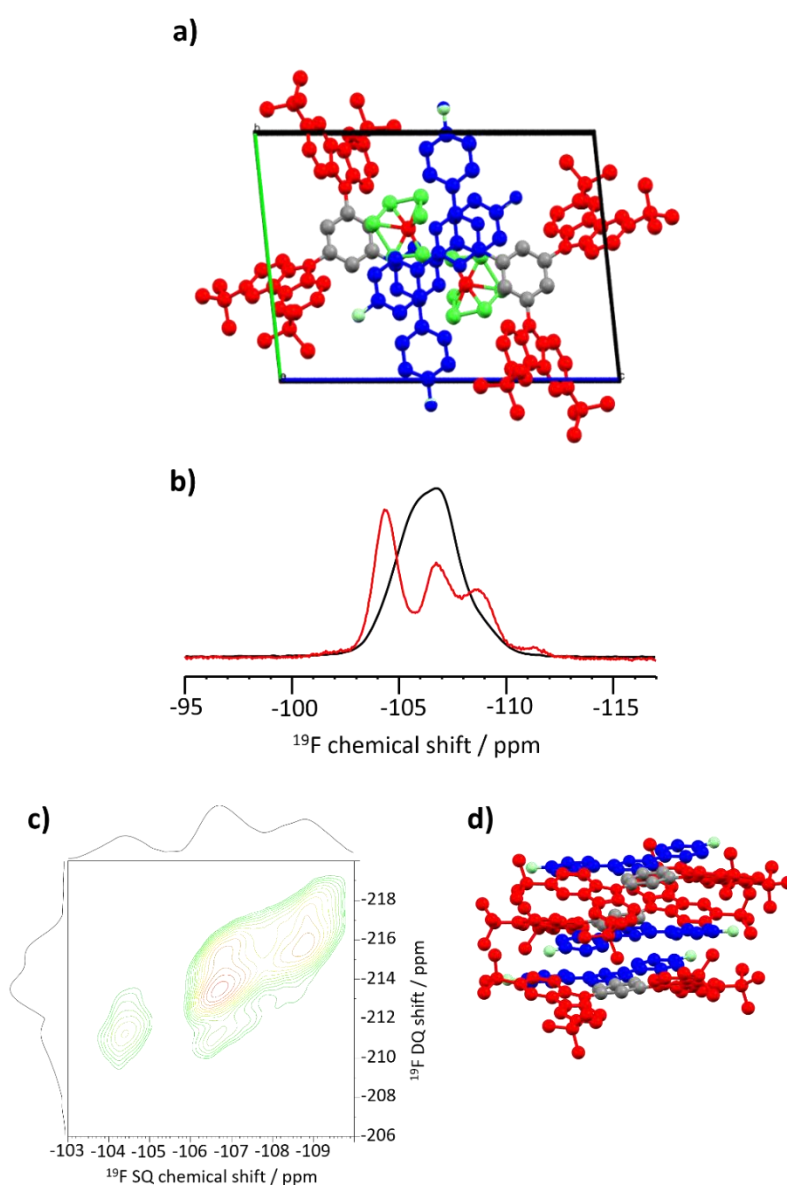 a)
b
a
c
b)
-95
-100
-105
-110
-115
¹⁹F chemical shift / ppm
c)
d)
-218
-216
-214
-212
-210
-208
-206
¹⁹F DQ shift / ppm
-103
-104
-105
-106
-107
-108
-109
¹⁹F SQ chemical shift / ppm